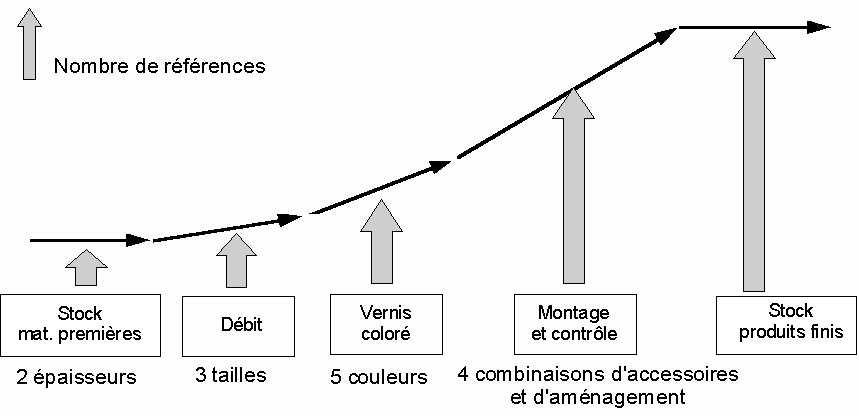 Nombre de références
Stock
mat. premières
Débit
Vernis
coloré
Montage
et contrôle
Stock
produits finis
2 épaisseurs
3 tailles
5 couleurs
4 combinaisons d'accessoires
et d'aménagement